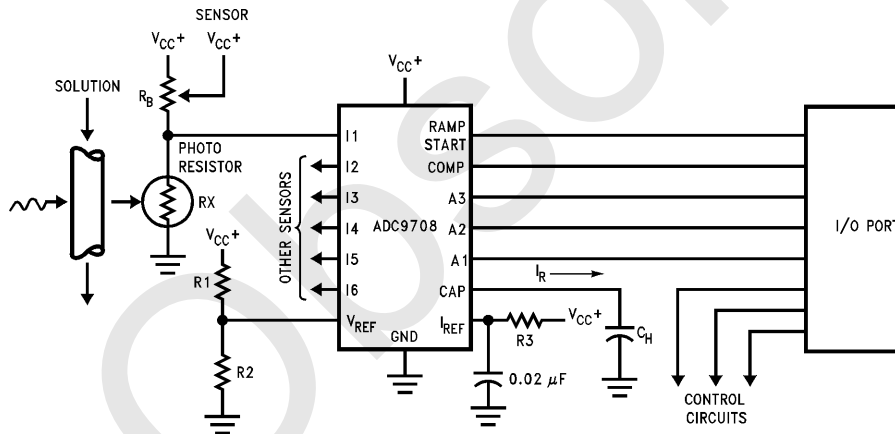 SENSOR
VCC+ VCC+
RB
SOLUTION
PHOTO
RESISTOR
RX
VCC+
R1
R2
OTHER SENSORS
VCC+
I1
I2
I3
I4
I5
I6
VREF
ADC9708
GND
RAMP
START
COMP
A3
A2
A1
CAP
IREF
IR
R3
VCC+
0.02 µF
CH
I/O PORT
CONTROL
CIRCUITS
Obsol